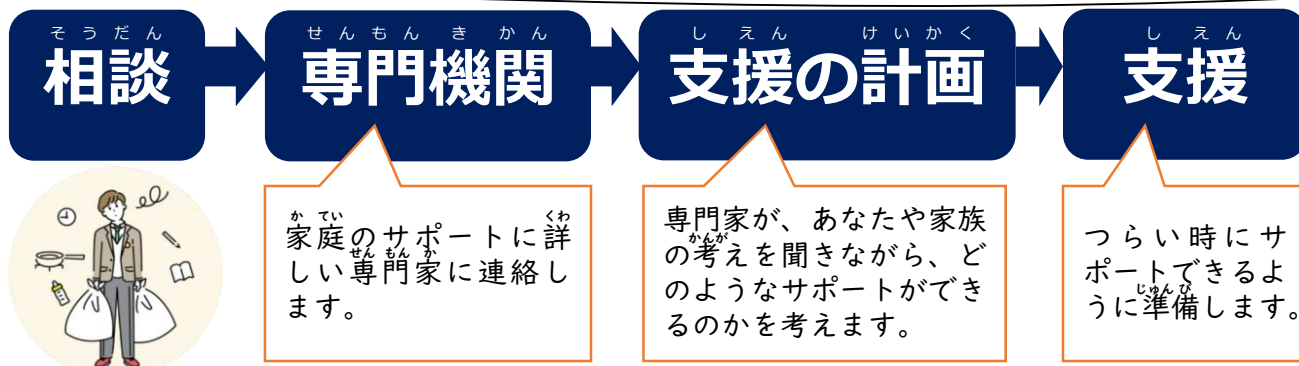 そうだん
相談
せんもんきかん
専門機関
しえん けいかく
支援の計画
しえん
支援
かてい くわ
家庭のサポートに詳
せんもんか
しい専門家に連絡し
ます。
専門家が、あなたや家族
かんが
の考えを聞きながら、ど
のようなサポートができ
るのかを考えます。
つらい時にサ
ポートできるよ
じゅんび
うに準備します。